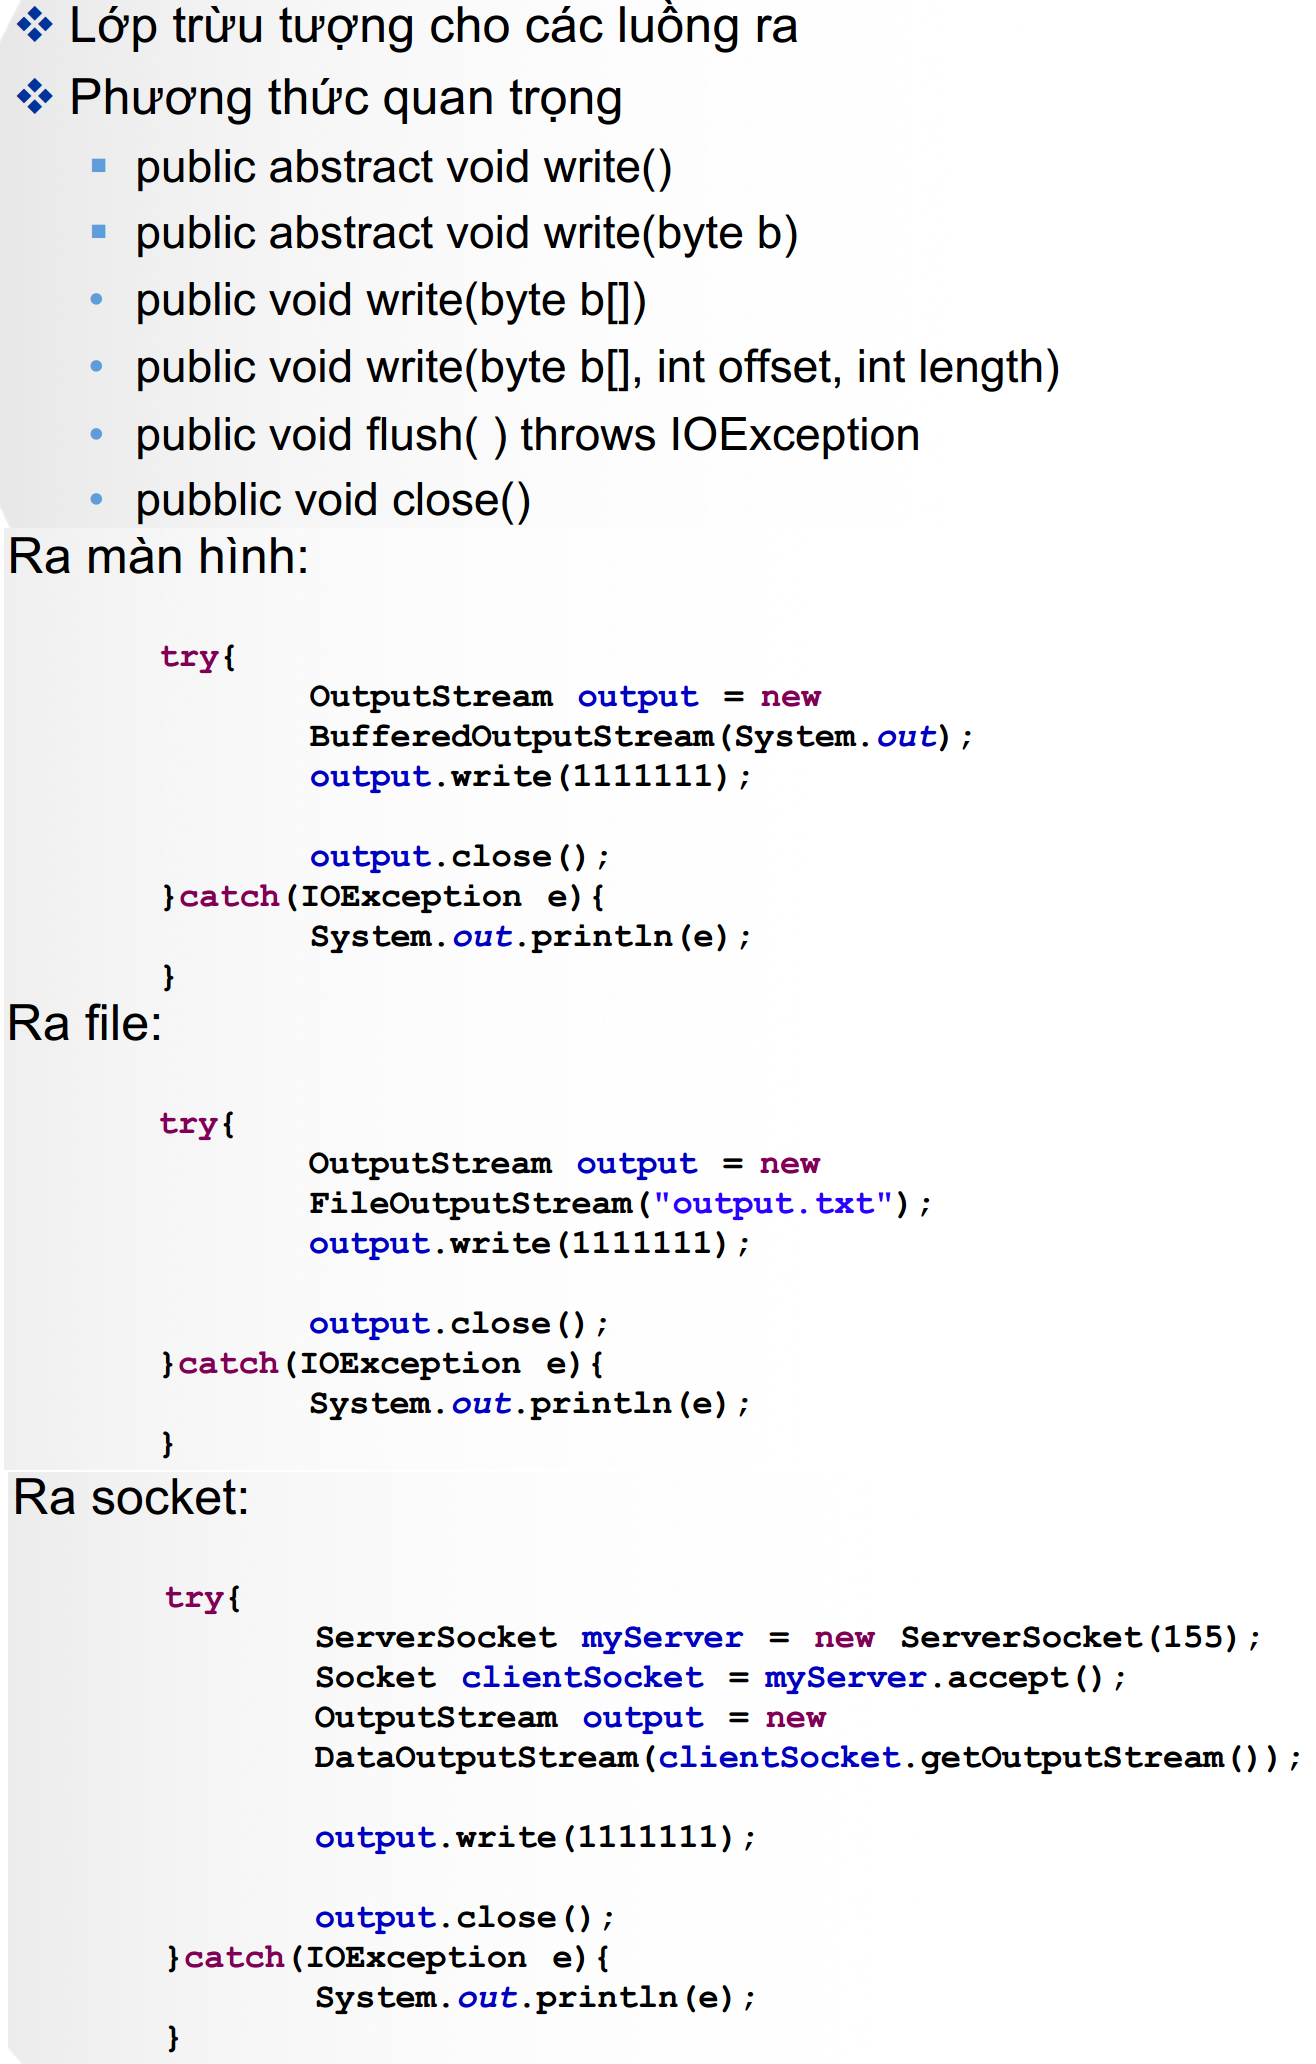 Lớp trừu tượng cho các luồng ra
Phương thức quan trọng
public abstract void write()
public abstract void write(byte b)
public void write(byte b[])
public void write(byte b[], int offset, int length)
public void flush( ) throws IOException
pubblic void close()
Ra màn hình:
try{
OutputStream output = new
BufferedOutputStream(System.out);
output.write(1111111);
output.close();
}catch(IOException e){
System.out.println(e);
}
Ra file:
try{
OutputStream output = new
FileOutputStream("output.txt");
output.write(1111111);
output.close();
}catch(IOException e){
System.out.println(e);
}
Ra socket:
try{
ServerSocket myServer = new ServerSocket(155);
Socket clientSocket = myServer.accept();
OutputStream output = new
DataOutputStream(clientSocket.getOutputStream());
output.write(1111111);
output.close();
}catch(IOException e){
System.out.println(e);
}